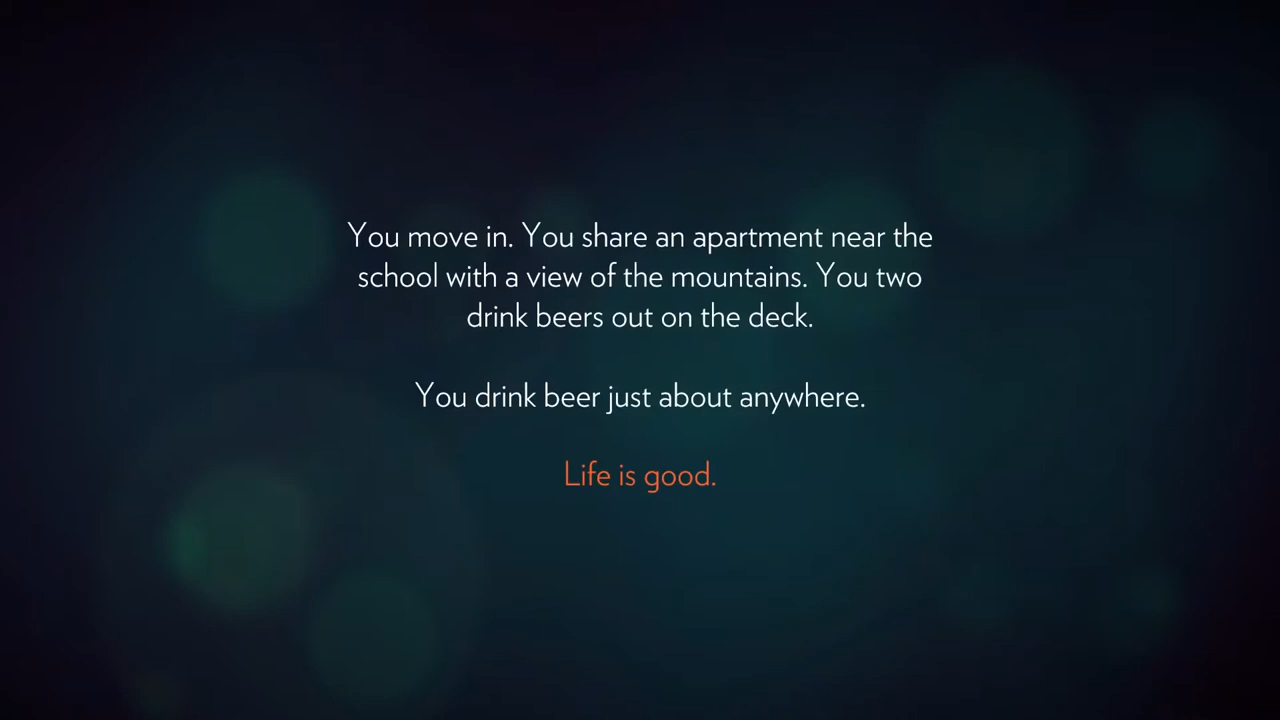 You move in. You share an apartment near the
school with a view of the mountains. You two
drink beers out on the deck.
You drink beer just about anywhere.
Life is good.